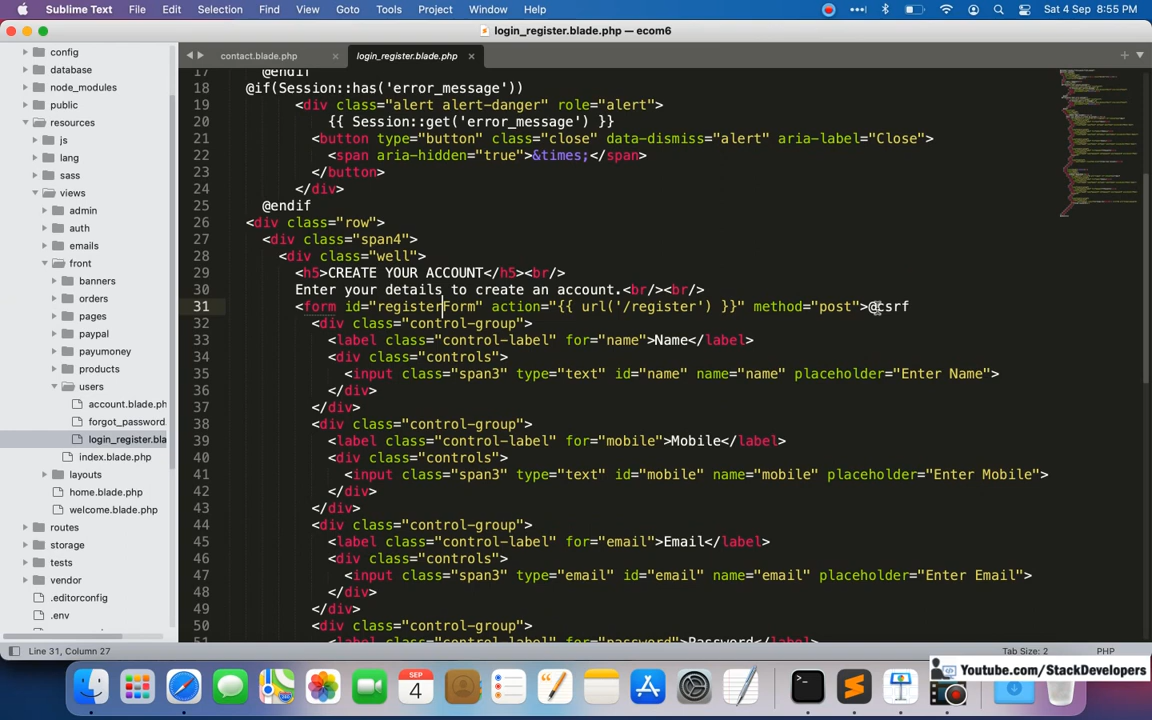 Sublime Text File Edit Selection Find View Goto Tools Project Window Help Sat 4 Sep 8:55 PM
login_register.blade.php — ecom6
config
database
node_modules
public
resources
js
lang
sass
views
admin
auth
emails
front
banners
orders
pages
paypal
payumoney
products
users
account.blade.ph
forgot_password.
login_register.bla
index.blade.php
layouts
home.blade.php
welcome.blade.php
routes
storage
tests
vendor
.editorconfig
.env
contact.blade.php × login_register.blade.php ×
17 @endif
18 @if(Session::has('error_message'))
19 <div class="alert alert-danger" role="alert">
20 {{ Session::get('error_message') }}
21 <button type="button" class="close" data-dismiss="alert" aria-label="Close">
22 <span aria-hidden="true">&times;</span>
23 </button>
24 </div>
25 @endif
26 <div class="row">
27 <div class="span4">
28 <div class="well">
29 <h5>CREATE YOUR ACCOUNT</h5><br/>
30 Enter your details to create an account.<br/><br/>
31 <form id="registerForm" action="{{ url('/register') }}" method="post">@csrf
32 <div class="control-group">
33 <label class="control-label" for="name">Name</label>
34 <div class="controls">
35 <input class="span3" type="text" id="name" name="name" placeholder="Enter Name">
36 </div>
37 </div>
38 <div class="control-group">
39 <label class="control-label" for="mobile">Mobile</label>
40 <div class="controls">
41 <input class="span3" type="text" id="mobile" name="mobile" placeholder="Enter Mobile">
42 </div>
43 </div>
44 <div class="control-group">
45 <label class="control-label" for="email">Email</label>
46 <div class="controls">
47 <input class="span3" type="email" id="email" name="email" placeholder="Enter Email">
48 </div>
49 </div>
50 <div class="control-group">
51 <label class="control-label" for="password">Password</label>
Line 31, Column 27 Tab Size: 2 PHP
SEP
4
Youtube.com/StackDevelopers